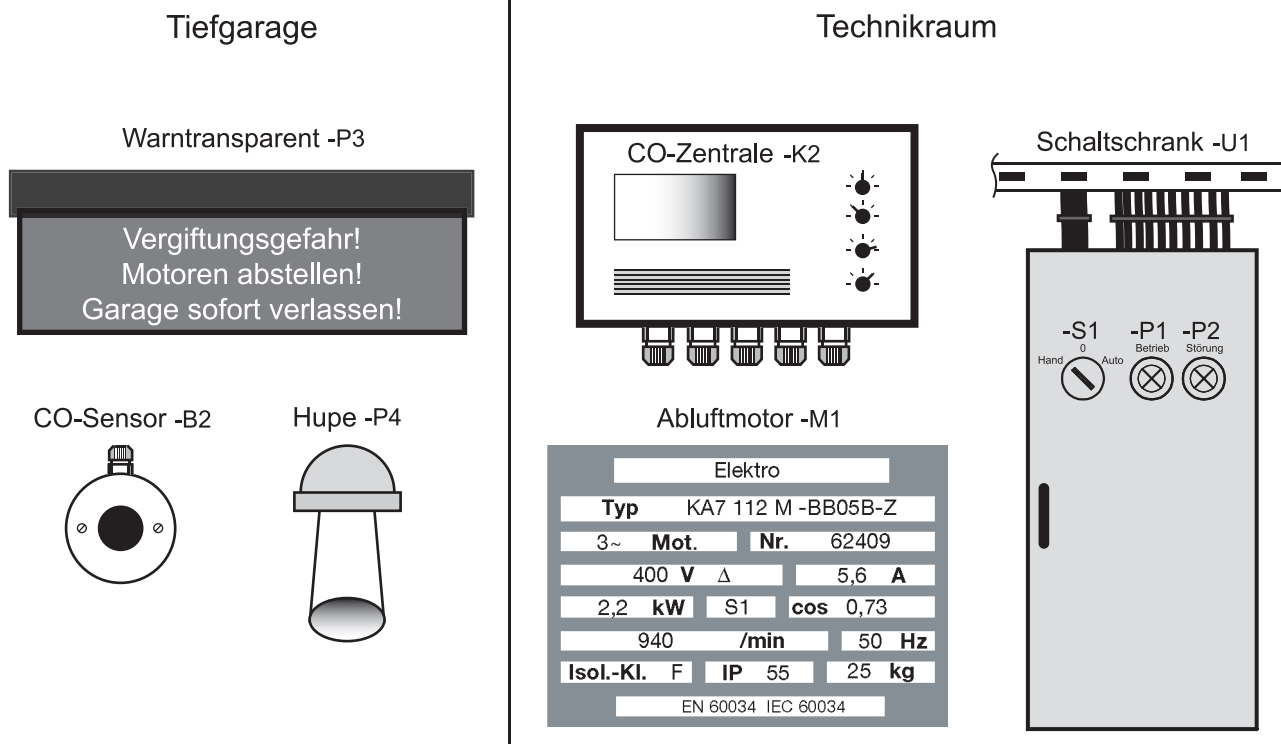 Tiefgarage
Warntransparent -P3
Vergiftungsgefahr!
Motoren abstellen!
Garage sofort verlassen!
CO-Sensor -B2
Hupe -P4
Technikraum
CO-Zentrale -K2
Abluftmotor -M1
Elektro
Typ KA7 112 M -BB05B-Z
3~ Mot. Nr. 62409
400 V Δ 5,6 A
2,2 kW S1 cos 0,73
940 /min 50 Hz
Isol.-Kl. F IP 55 25 kg
EN 60034 IEC 60034
Schaltschrank -U1
-S1 -P1 -P2
0 Betrieb Störung
Hand Auto